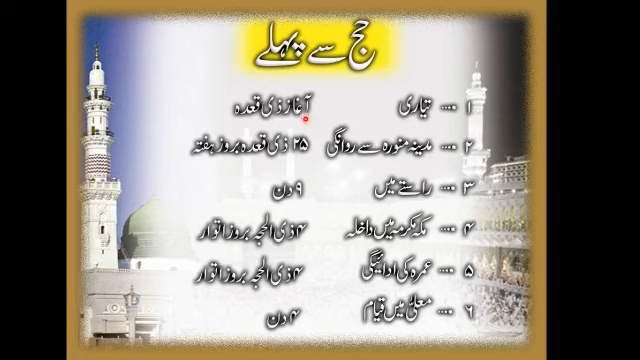 حج سے پہلے
۱ .... تیاری آغاز ذی قعدہ
۲ .... مدینہ منورہ سے روانگی ۲۵ ذی قعدہ بروز ہفتہ
۳ .... راستے میں ۹ دن
۴ .... مکہ مکرمہ میں داخلہ ۴ ذی الحجہ بروز اتوار
۵ .... عمرہ کی ادائیگی ۴ ذی الحجہ بروز اتوار
۶ .... معلیٰ میں قیام ۴ دن